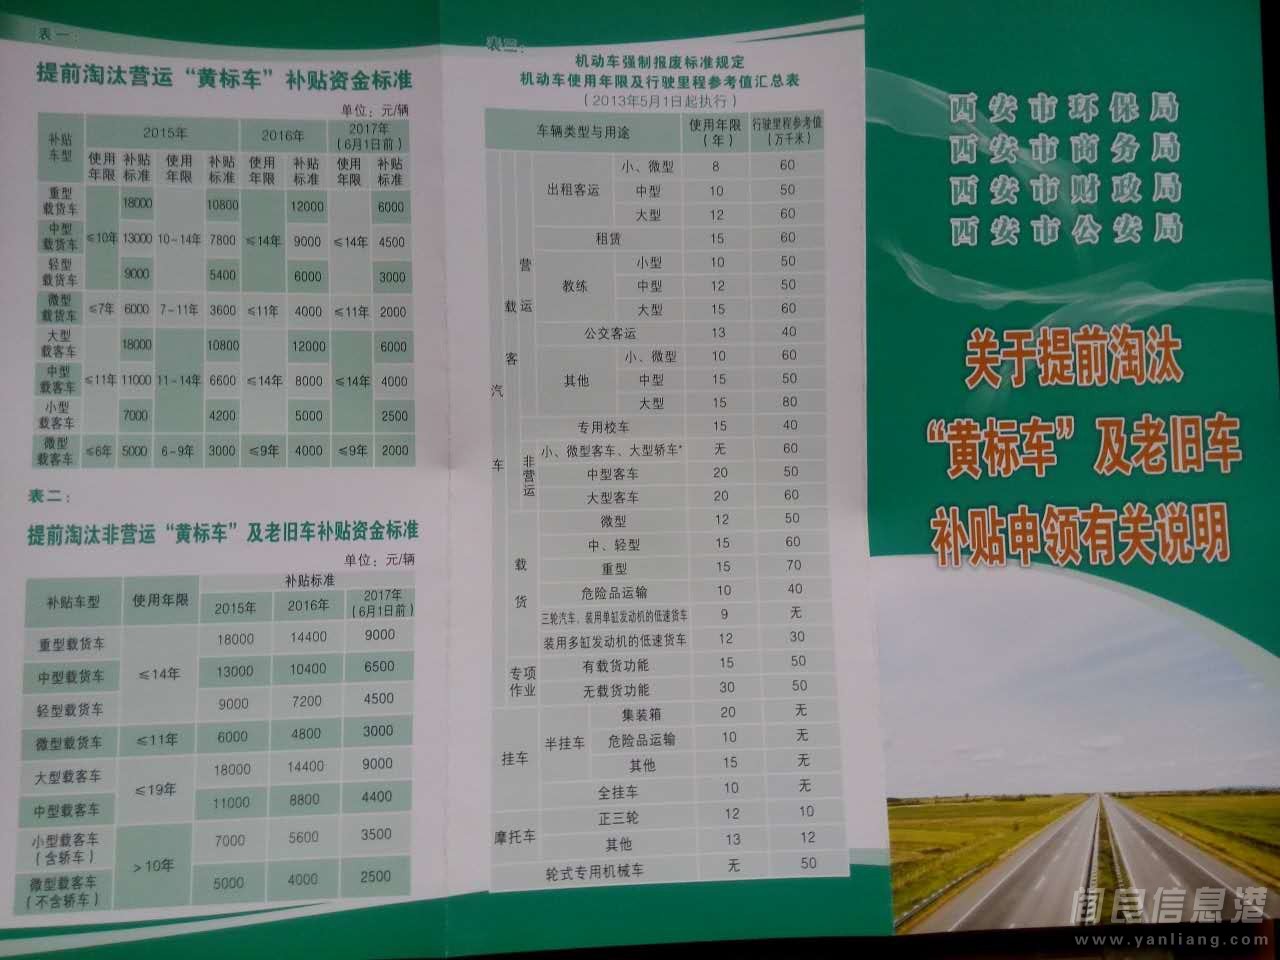 表一：
提前淘汰营运“黄标车”补贴资金标准
单位：元/辆
补贴车型 2015年 2016年 2017年（6月1日前）
使用年限 补贴标准 使用年限 补贴标准 使用年限 补贴标准 使用年限 补贴标准
重型载货车 ≤10年 18000 10-14年 10800 ≤14年 12000 ≤14年 6000
中型载货车 13000 7800 9000 4500
轻型载货车 9000 5400 6000 3000
微型载货车 ≤7年 6000 7-11年 3600 ≤11年 4000 ≤11年 2000
大型载客车 ≤11年 18000 11-14年 10800 ≤14年 12000 ≤14年 6000
中型载客车 11000 6600 8000 4000
小型载客车 7000 4200 5000 2500
微型载客车 ≤6年 5000 6-9年 3000 ≤9年 4000 ≤9年 2000
表二：
提前淘汰非营运“黄标车”及老旧车补贴资金标准
单位：元/辆
补贴车型 使用年限 补贴标准
2015年 2016年 2017年（6月1日前）
重型载货车 ≤14年 18000 14400 9000
中型载货车 13000 10400 6500
轻型载货车 9000 7200 4500
微型载货车 ≤11年 6000 4800 3000
大型载客车 ≤19年 18000 14400 9000
中型载客车 11000 8800 4400
小型载客车（含轿车） >10年 7000 5600 3500
微型载客车（不含轿车） 5000 4000 2500
表三：
机动车强制报废标准规定
机动车使用年限及行驶里程参考值汇总表
（2013年5月1日起执行）
车辆类型与用途 使用年限（年） 行驶里程参考值（万千米）
载客汽车 营运 出租客运 小、微型 8 60
中型 10 50
大型 12 60
租赁 15 60
教练 小型 10 50
中型 12 50
大型 15 60
公交客运 13 40
其他 小、微型 10 60
中型 15 50
大型 15 80
专用校车 15 40
非营运 小、微型客车、大型轿车* 无 60
中型客车 20 50
大型客车 20 60
载货 微型 12 50
中、轻型 15 60
重型 15 70
危险品运输 10 40
三轮汽车、装用单缸发动机的低速货车 9 无
装用多缸发动机的低速货车 12 30
专项作业 有载货功能 15 50
无载货功能 30 50
挂车 半挂车 集装箱 20 无
危险品运输 10 无
其他 15 无
全挂车 10 无
摩托车 正三轮 12 10
其他 13 12
轮式专用机械车 无 50
西安市环保局
西安市商务局
西安市财政局
西安市公安局
关于提前淘汰
“黄标车”及老旧车
补贴申领有关说明
阎良信息港
www.yanliang.com